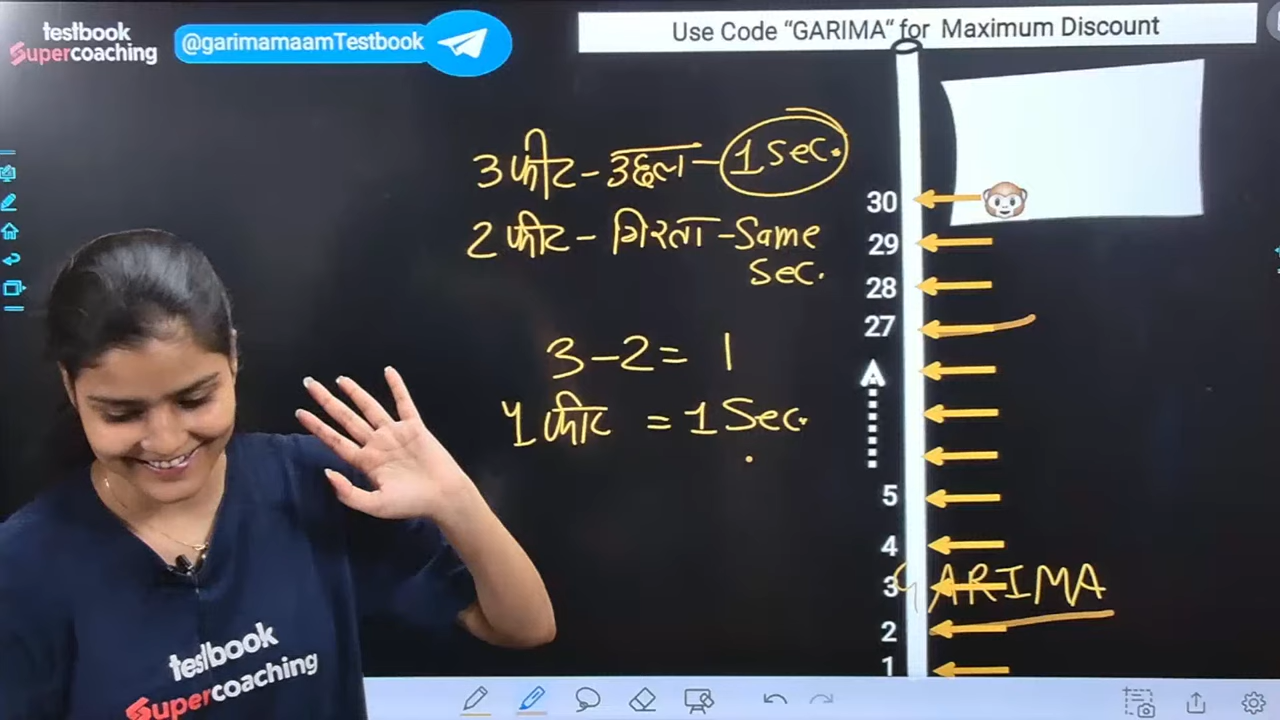 testbook
Supercoaching
@garimamaamTestbook
Use Code “GARIMA“ for Maximum Discount
3 फीट - उछल - 1 Sec.
2 फीट - गिरता - Same
Sec.
3 - 2 = 1
1 फीट = 1 Sec.
30
29
28
27
5
4
3
GARIMA
2
1
testbook
Supercoaching